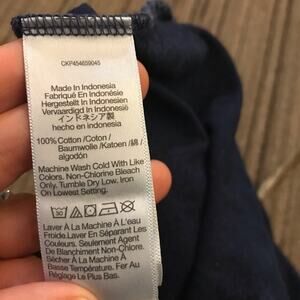 CKP454659045
Made In Indonesia
Fabriqué En Indonésie
Hergestellt In Indonesien
Vervaardigd In Indonesië
インドネシア製
hecho en indonesia
100% Cotton /Coton /
Baumwolle /Katoen /綿 /
algodón
Machine Wash Cold With Like
Colors. Non-Chlorine Bleach
Only. Tumble Dry Low. Iron
On Lowest Setting.
Laver À La Machine À L'eau
Froide.Laver En Séparant Les
Couleurs. Seulement Agent
De Blanchiment Non-Chlore.
Sécher À La Machine À
Basse Température. Fer Au
Réglage Le Plus Bas.